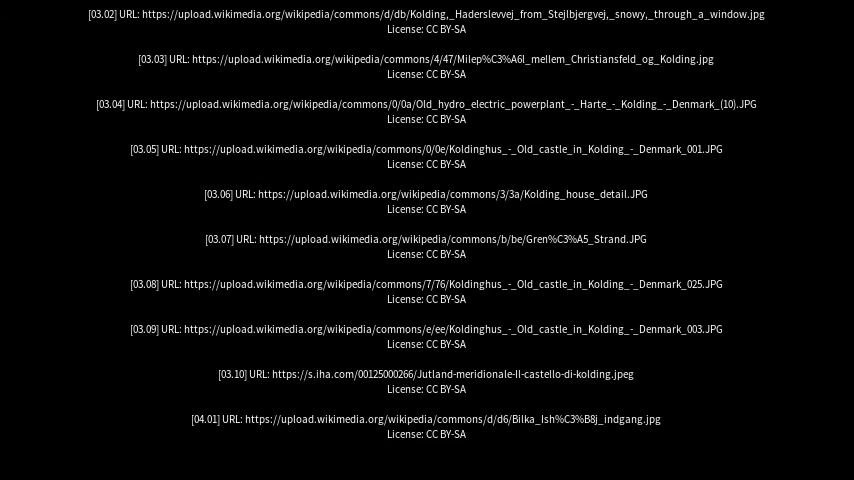 [03.02] URL: https://upload.wikimedia.org/wikipedia/commons/d/db/Kolding,_Haderslevvej_from_Stejlbjergvej,_snowy,_through_a_window.jpg
License: CC BY-SA
[03.03] URL: https://upload.wikimedia.org/wikipedia/commons/4/47/Milep%C3%A6l_mellem_Christiansfeld_og_Kolding.jpg
License: CC BY-SA
[03.04] URL: https://upload.wikimedia.org/wikipedia/commons/0/0a/Old_hydro_electric_powerplant_-_Harte_-_Kolding_-_Denmark_(10).JPG
License: CC BY-SA
[03.05] URL: https://upload.wikimedia.org/wikipedia/commons/0/0e/Koldinghus_-_Old_castle_in_Kolding_-_Denmark_001.JPG
License: CC BY-SA
[03.06] URL: https://upload.wikimedia.org/wikipedia/commons/3/3a/Kolding_house_detail.JPG
License: CC BY-SA
[03.07] URL: https://upload.wikimedia.org/wikipedia/commons/b/be/Gren%C3%A5_Strand.JPG
License: CC BY-SA
[03.08] URL: https://upload.wikimedia.org/wikipedia/commons/7/76/Koldinghus_-_Old_castle_in_Kolding_-_Denmark_025.JPG
License: CC BY-SA
[03.09] URL: https://upload.wikimedia.org/wikipedia/commons/e/ee/Koldinghus_-_Old_castle_in_Kolding_-_Denmark_003.JPG
License: CC BY-SA
[03.10] URL: https://s.iha.com/00125000266/Jutland-meridionale-Il-castello-di-kolding.jpeg
License: CC BY-SA
[04.01] URL: https://upload.wikimedia.org/wikipedia/commons/d/d6/Bilka_Ish%C3%B8j_indgang.jpg
License: CC BY-SA